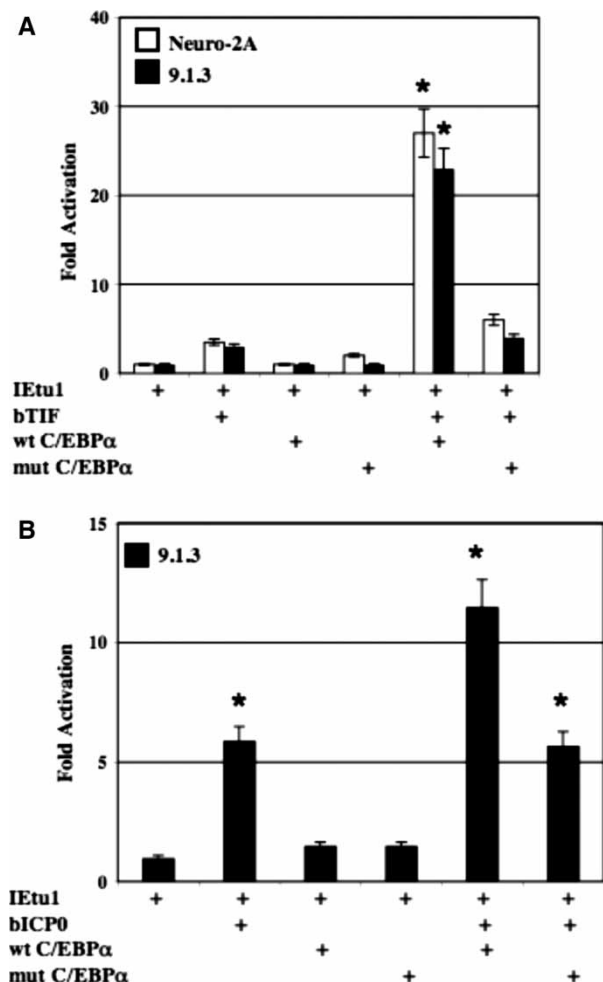 A
40
30
20
10
0
Fold Activation
Neuro-2A
9.1.3
*
*
IEtu1 + + + + + +
bTIF + + +
wt C/EBPα + +
mut C/EBPα + +
B
15
10
5
0
Fold Activation
9.1.3
*
*
*
IEtu1 + + + + + +
bICP0 + + +
wt C/EBPα + +
mut C/EBPα + +